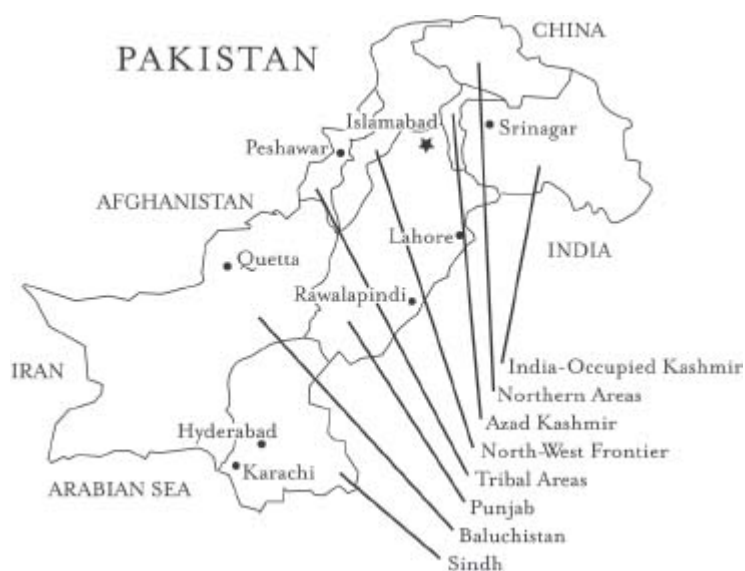 CHINA
PAKISTAN
Islamabad
Srinagar
Peshawar
AFGHANISTAN
Lahore
INDIA
Quetta
Rawalapindi
IRAN
India-Occupied Kashmir
Northern Areas
Azad Kashmir
Hyderabad
North-West Frontier
Karachi
Tribal Areas
ARABIAN SEA
Punjab
Baluchistan
Sindh